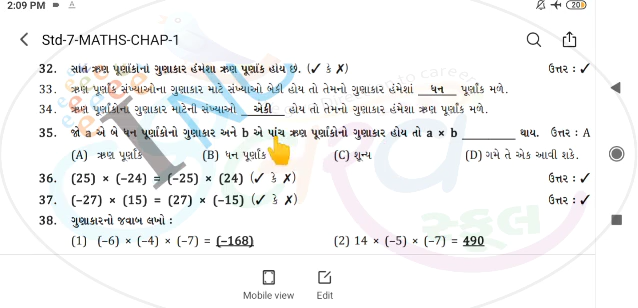 2:09 PM A 20
Std-7-MATHS-CHAP-1
32. સાત ઋણ પૂર્ણાંકોનાં ગુણાકાર હંમેશા ઋણ પૂર્ણાંક હોય છે. (✓ કે ✗) ઉત્તર : ✓
33. ઋણ પૂર્ણાંક સંખ્યાઓના ગુણાકાર માટે સંખ્યાઓ બેકી હોય તો તેમનો ગુણાકાર હંમેશાં ધન પૂર્ણાંક મળે.
34. ઋણ પૂર્ણાંકોના ગુણાકાર માટેની સંખ્યાઓ એકી હોય તો તેમનો ગુણાકાર હંમેશા ઋણ પૂર્ણાંક મળે.
35. જો a એ બે ધન પૂર્ણાંકોનો ગુણાકાર અને b એ પાંચ ઋણ પૂર્ણાંકોનો ગુણાકાર હોય તો a × b ________ થાય. ઉત્તર : A
(A) ઋણ પૂર્ણાંક (B) ધન પૂર્ણાંક (C) શૂન્ય (D) ગમે તે એક આવી શકે.
36. (25) × (−24) = (−25) × (24) (✓ કે ✗) ઉત્તર : ✓
37. (−27) × (15) = (27) × (−15) (✓ કે ✗) ઉત્તર : ✓
38. ગુણાકારનો જવાબ લખો :
(1) (−6) × (−4) × (−7) = (−168) (2) 14 × (−5) × (−7) = 490
Mobile view Edit